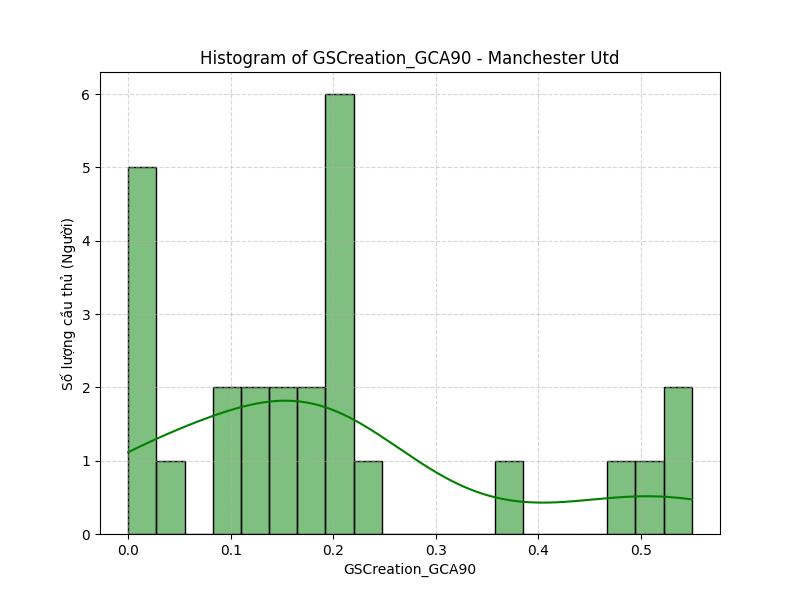 Histogram of GSCreation_GCA90 - Manchester Utd
6
5
4
3
2
1
0
Số lượng cầu thủ (Người)
0.0 0.1 0.2 0.3 0.4 0.5
GSCreation_GCA90